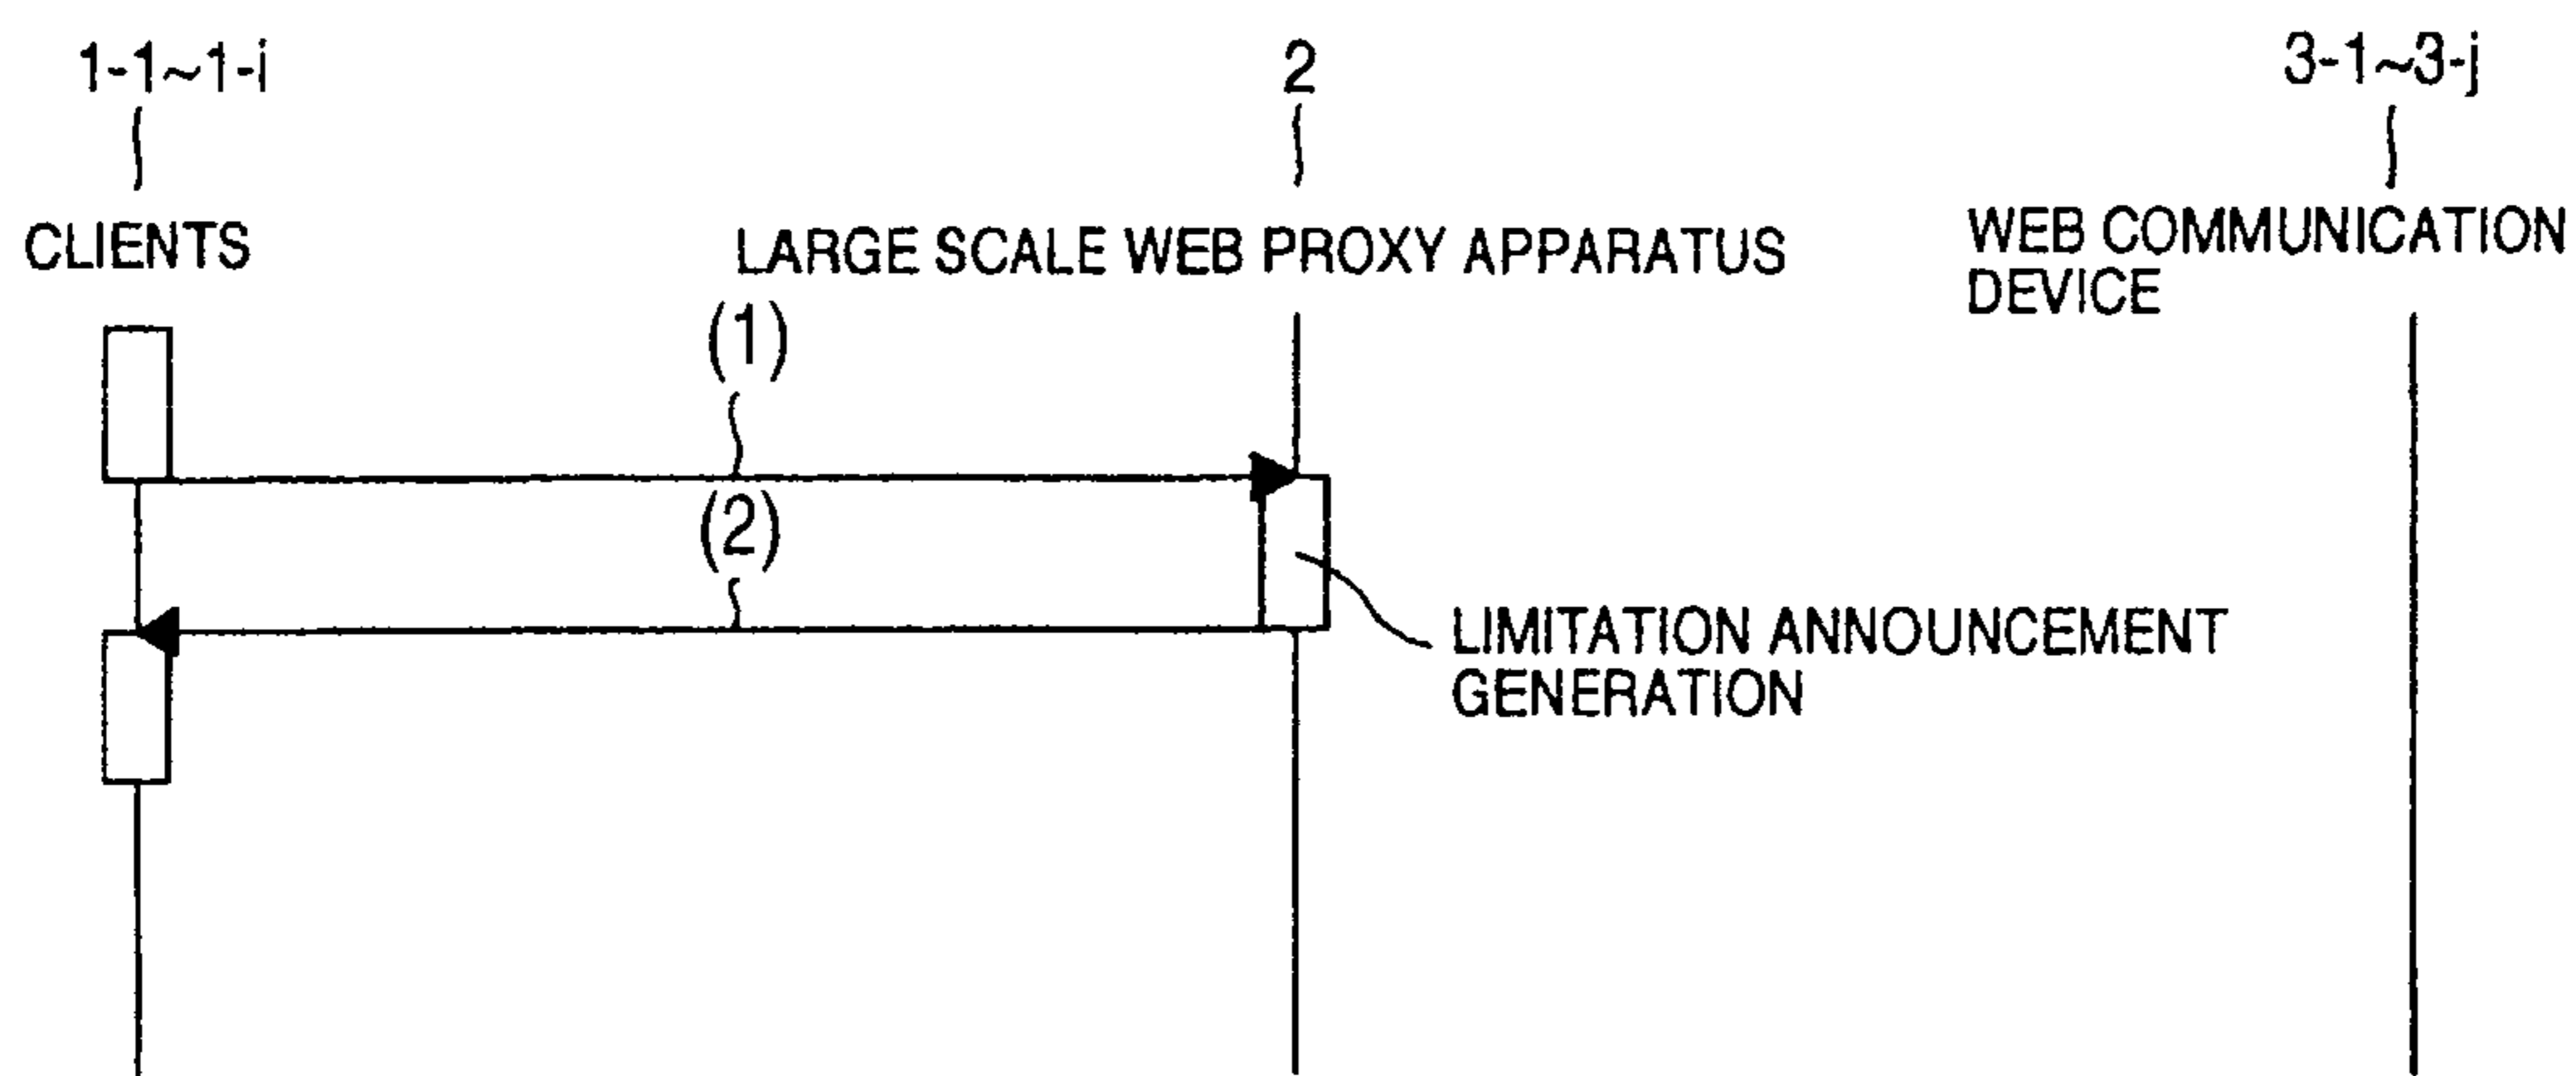 1-1~1-i
2
3-1~3-j
CLIENTS
LARGE SCALE WEB PROXY APPARATUS
WEB COMMUNICATION
DEVICE
(1)
(2)
LIMITATION ANNOUNCEMENT
GENERATION